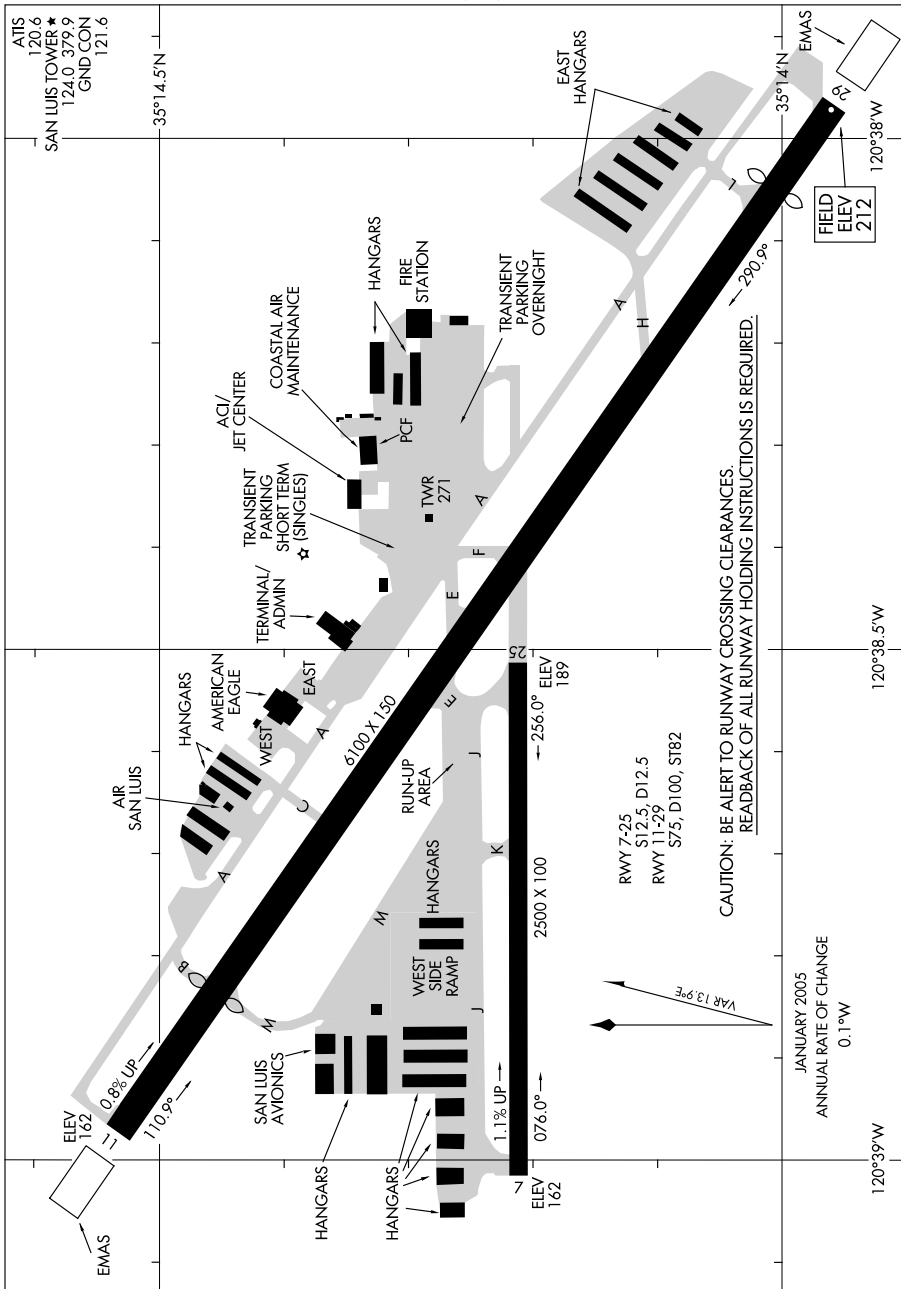 ATIS
120.6
SAN LUIS TOWER ★
124.0 379.9
GND CON
121.6
35°14.5'N
EMAS
35°14'N
EAST
HANGARS
29
120°38'W
FIELD
ELEV
212
L
290.9°
HANGARS
FIRE
STATION
COASTAL AIR
MAINTENANCE
TRANSIENT
PARKING
OVERNIGHT
A
H
ACI/
JET CENTER
PCF
TRANSIENT
PARKING
SHORT TERM
(SINGLES)
TWR
271
A
F
E
TERMINAL/
ADMIN
120°38.5'W
25
ELEV
189
AMERICAN
EAGLE
EAST
HANGARS
WEST
A
6100 X 150
E
256.0°
J
AIR
SAN LUIS
C
RUN-UP
AREA
A
K
RWY 7-25
S12.5, D12.5
RWY 11-29
S75, D100, ST82
CAUTION: BE ALERT TO RUNWAY CROSSING CLEARANCES.
READBACK OF ALL RUNWAY HOLDING INSTRUCTIONS IS REQUIRED.
M
HANGARS
2500 X 100
B
WEST
SIDE
RAMP
M
J
VAR 13.9°E
0.8% UP
SAN LUIS
AVIONICS
JANUARY 2005
ANNUAL RATE OF CHANGE
0.1°W
ELEV
162
11
110.9°
1.1% UP
076.0°
HANGARS
HANGARS
HANGARS
7
ELEV
162
120°39'W
EMAS